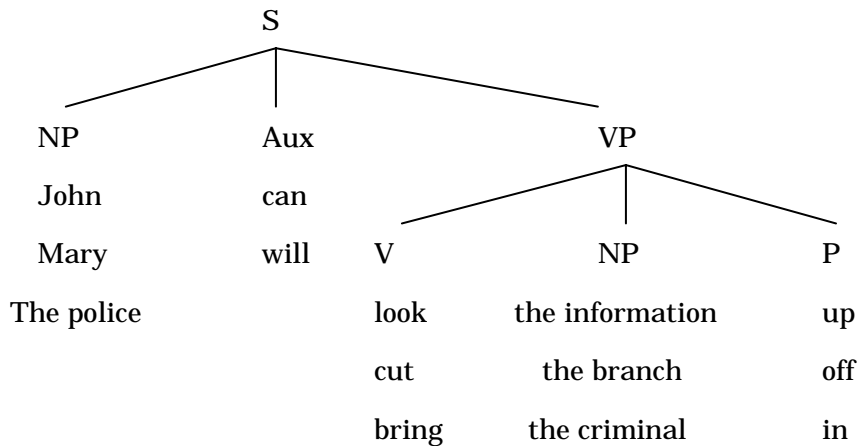 S
NP Aux VP
John can
Mary will V NP P
The police look the information up
cut the branch off
bring the criminal in